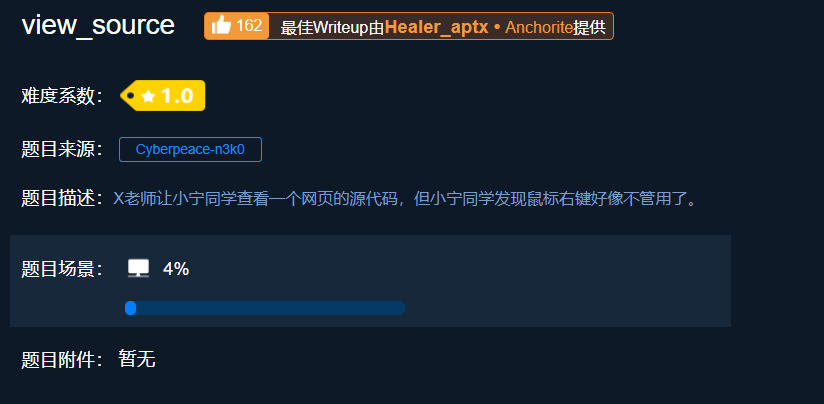 view_source 162 最佳Writeup由Healer_aptx • Anchorite提供
难度系数： 1.0
题目来源： Cyberpeace-n3k0
题目描述：X老师让小宁同学查看一个网页的源代码，但小宁同学发现鼠标右键好像不管用了。
题目场景： 4%
题目附件： 暂无